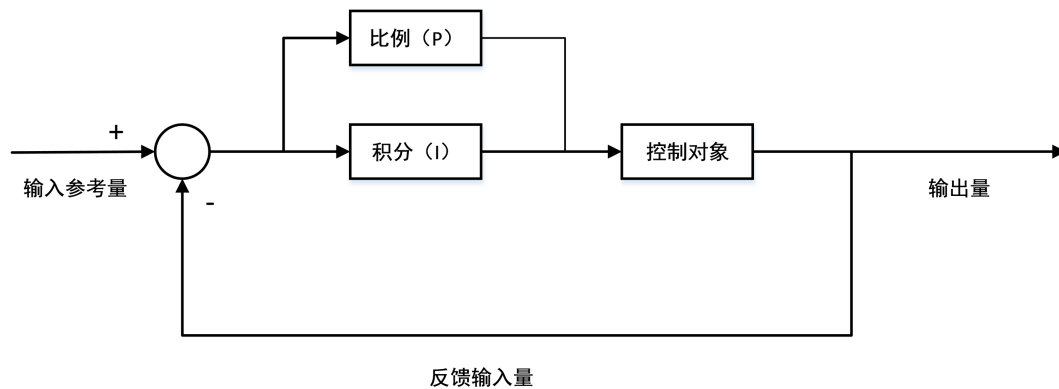 比例（P）
+
积分（I）
控制对象
输入参考量
-
输出量
反馈输入量